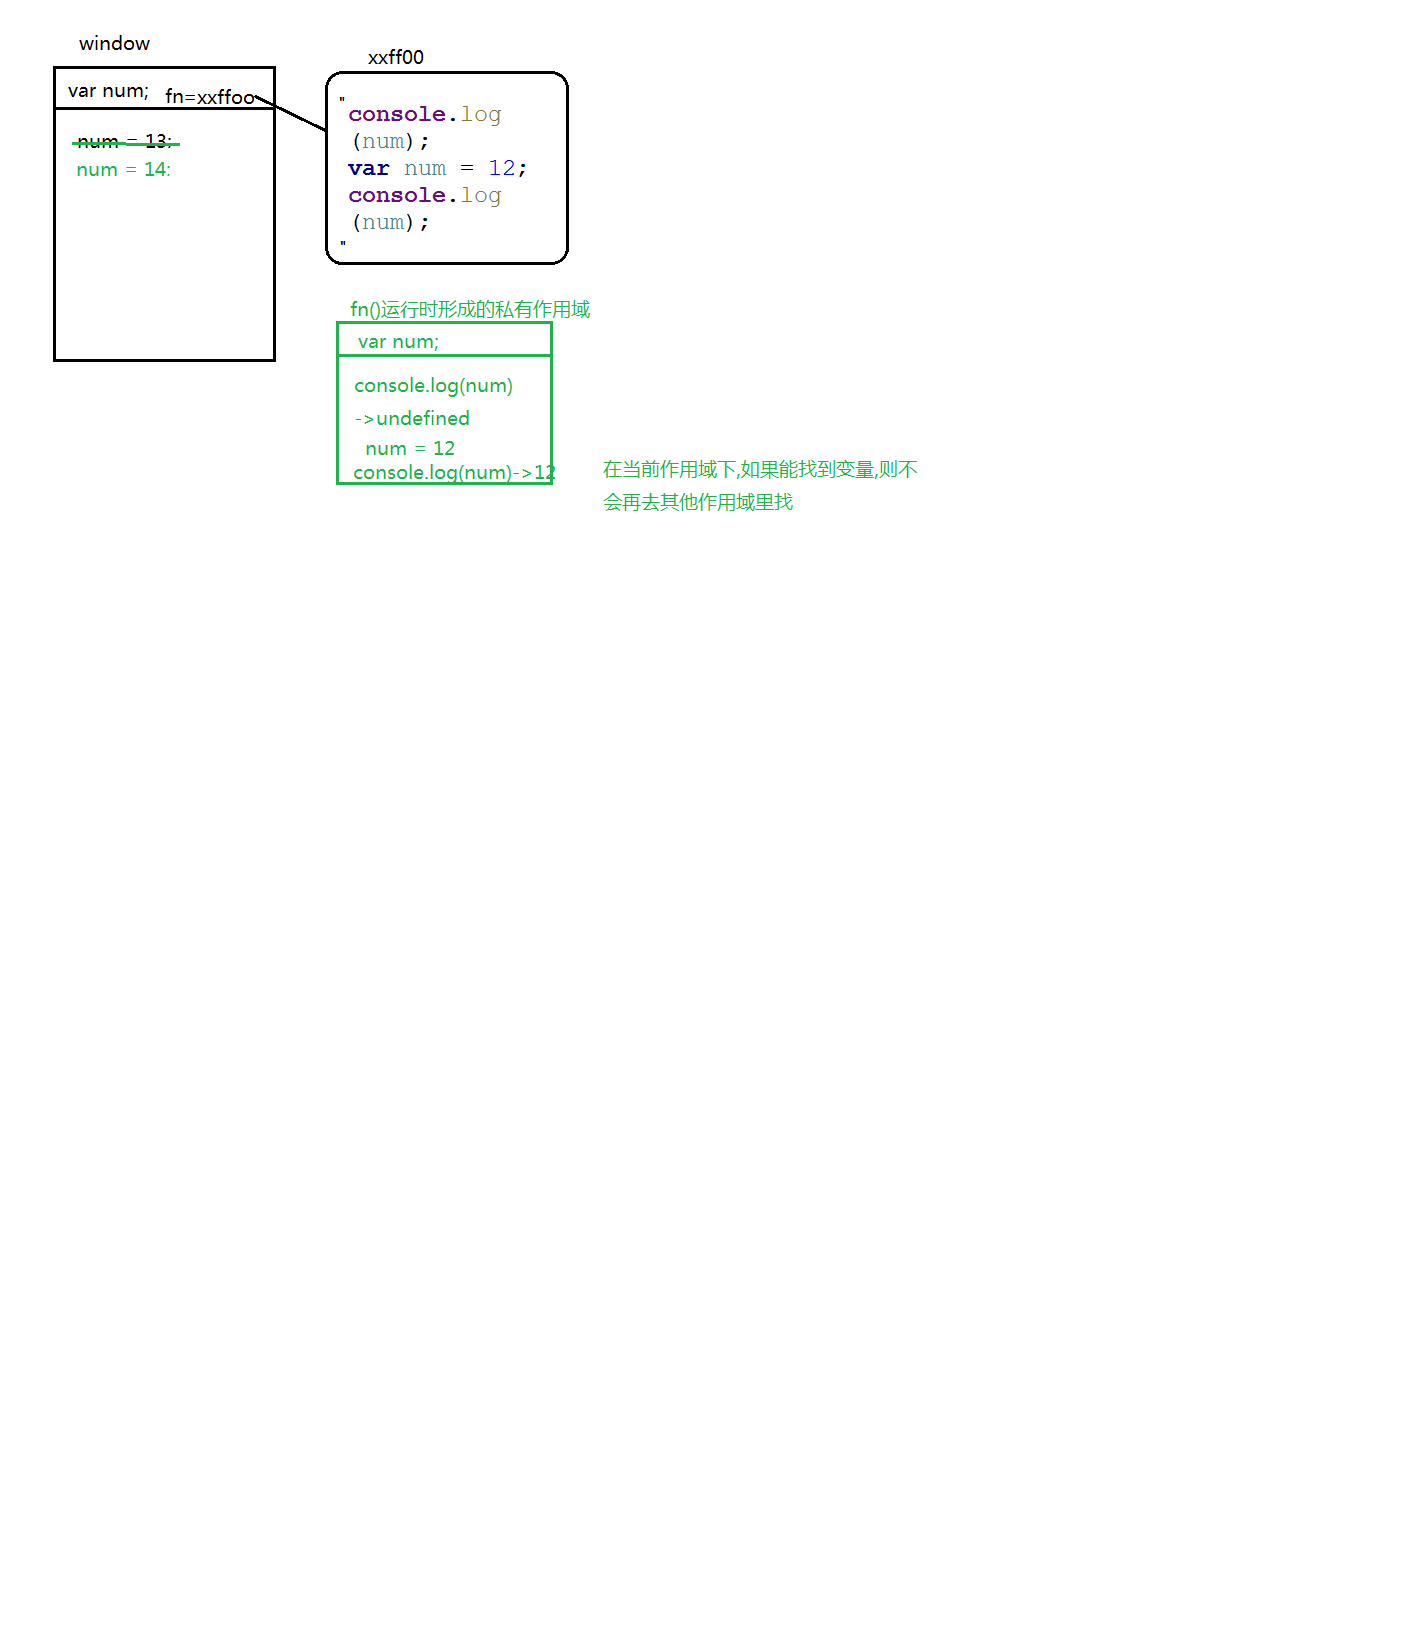 window
var num;
fn=xxffoo
num = 13;
num = 14:
xxff00
"
console.log
(num);
var num = 12;
console.log
(num);
"
fn()运行时形成的私有作用域
var num;
console.log(num)
->undefined
num = 12
console.log(num)->12
在当前作用域下,如果能找到变量,则不
会再去其他作用域里找